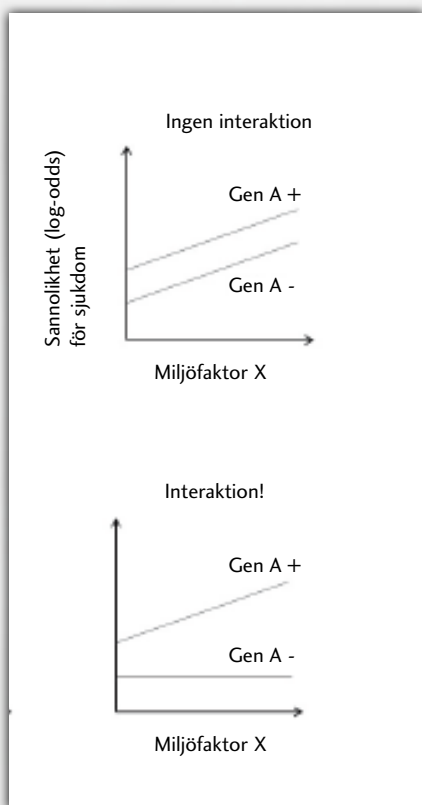 Ingen interaktion
Sannolikhet (log-odds)
för sjukdom
Gen A +
Gen A -
Miljöfaktor X
Interaktion!
Gen A +
Gen A -
Miljöfaktor X